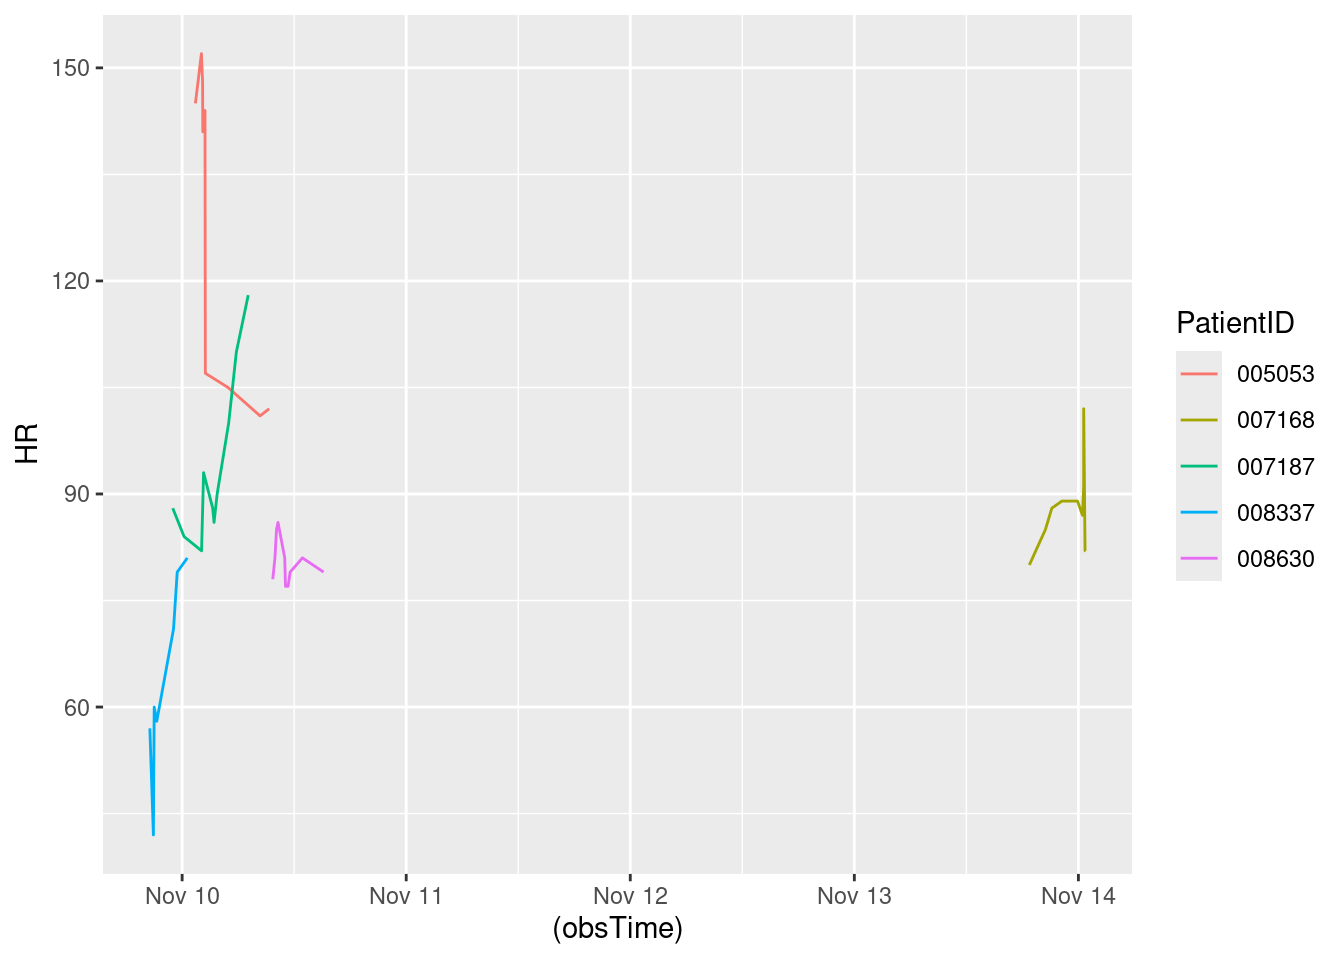 150
120
90
60
HR
Nov 10
Nov 11
Nov 12
Nov 13
Nov 14
(obsTime)
PatientID
005053
007168
007187
008337
008630